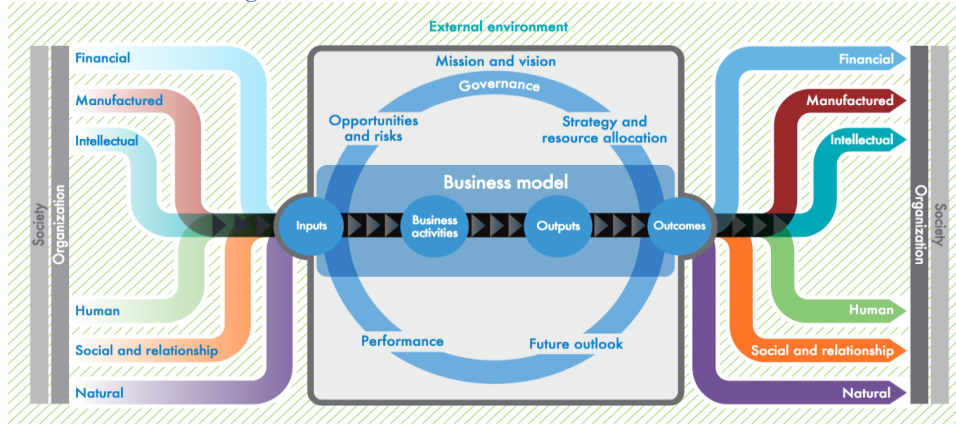 External environment
Society
Organization
Financial
Manufactured
Intellectual
Human
Social and relationship
Natural
Mission and vision
Governance
Opportunities
and risks
Strategy and
resource allocation
Business model
Inputs
Business
activities
Outputs
Outcomes
Performance
Future outlook
Financial
Manufactured
Intellectual
Human
Social and relationship
Natural
Organization
Society